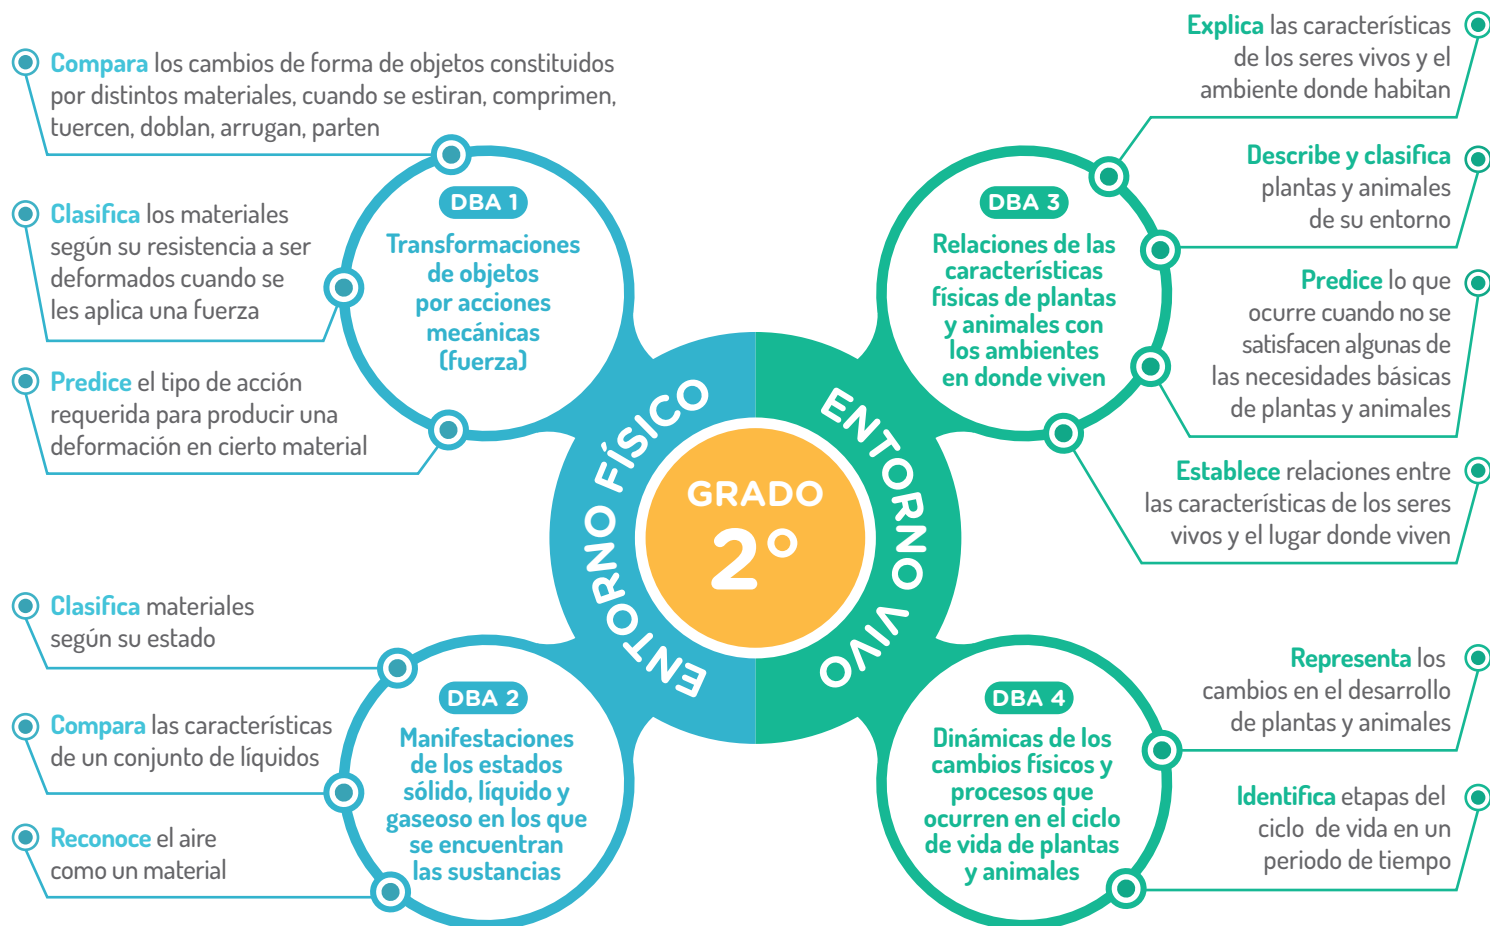 Compara los cambios de forma de objetos constituidos
por distintos materiales, cuando se estiran, comprimen,
tuercen, doblan, arrugan, parten
Clasifica los materiales
según su resistencia a ser
deformados cuando se
les aplica una fuerza
Predice el tipo de acción
requerida para producir una
deformación en cierto material
DBA 1
Transformaciones
de objetos
por acciones
mecánicas
(fuerza)
Clasifica materiales
según su estado
Compara las características
de un conjunto de líquidos
Reconoce el aire
como un material
DBA 2
Manifestaciones
de los estados
sólido, líquido y
gaseoso en los que
se encuentran
las sustancias
ENTORNO FÍSICO
GRADO
2°
ENTORNO VIVO
DBA 3
Relaciones de las
características
físicas de plantas
y animales con
los ambientes
en donde viven
Explica las características
de los seres vivos y el
ambiente donde habitan
Describe y clasifica
plantas y animales
de su entorno
Predice lo que
ocurre cuando no se
satisfacen algunas de
las necesidades básicas
de plantas y animales
Establece relaciones entre
las características de los seres
vivos y el lugar donde viven
DBA 4
Dinámicas de los
cambios físicos y
procesos que
ocurren en el ciclo
de vida de plantas
y animales
Representa los
cambios en el desarrollo
de plantas y animales
Identifica etapas del
ciclo de vida en un
periodo de tiempo